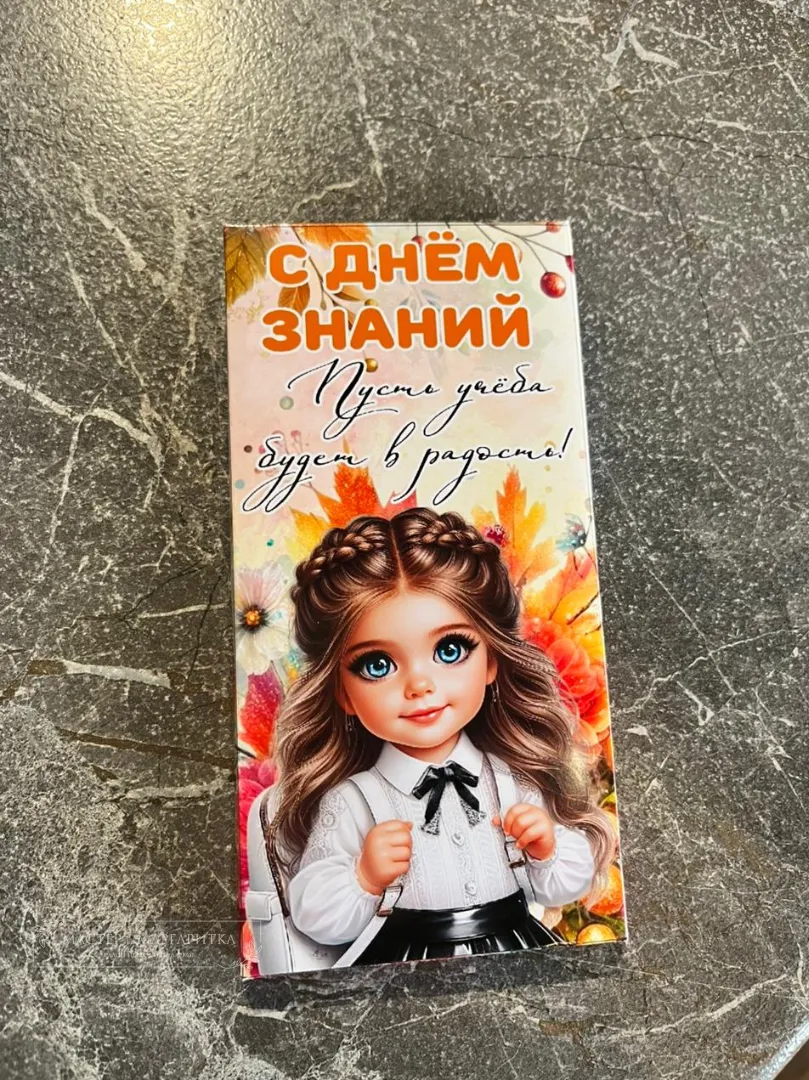 С ДНЁМ
ЗНАНИЙ
Пусть учёба
будет в радость!